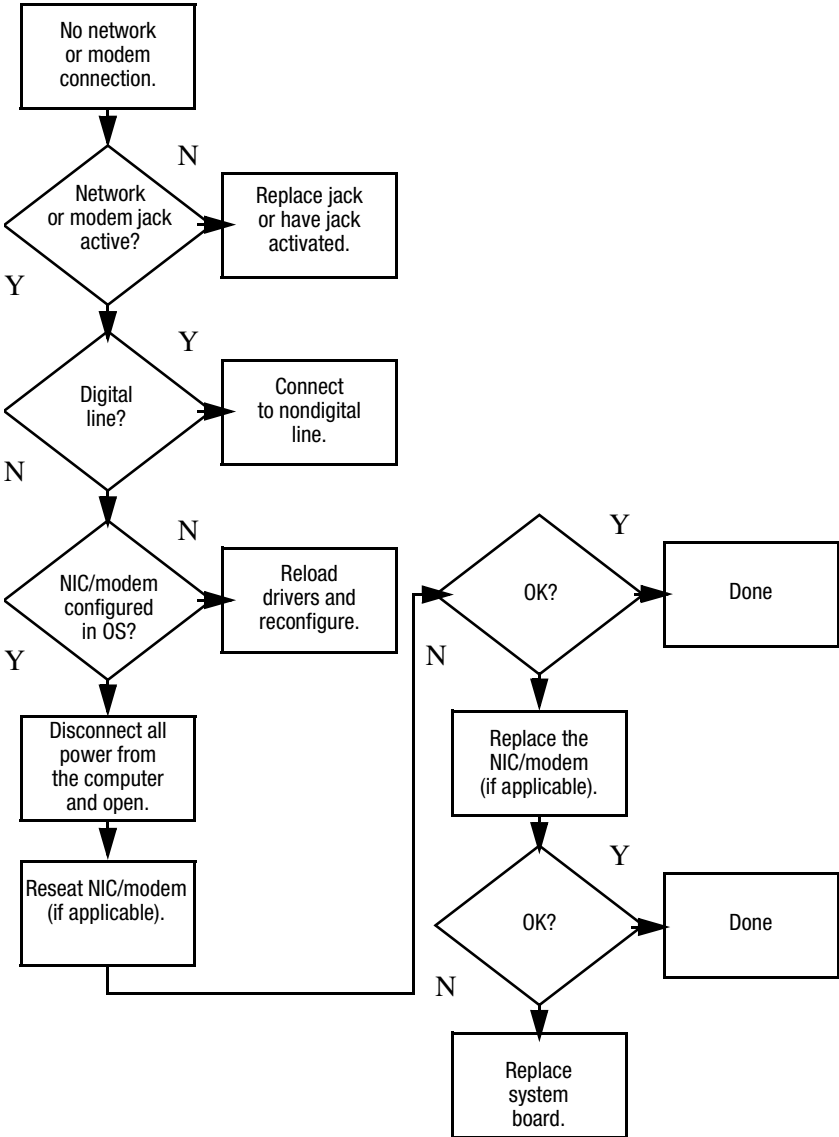 No network
or modem
connection.
N
Network
or modem jack
active?
Replace jack
or have jack
activated.
Y
Y
Digital
line?
Connect
to nondigital
line.
N
N
NIC/modem
configured
in OS?
Reload
drivers and
reconfigure.
Y
Disconnect all
power from
the computer
and open.
Reseat NIC/modem
(if applicable).
Y
OK?
Done
N
Replace the
NIC/modem
(if applicable).
Y
OK?
Done
N
Replace
system
board.